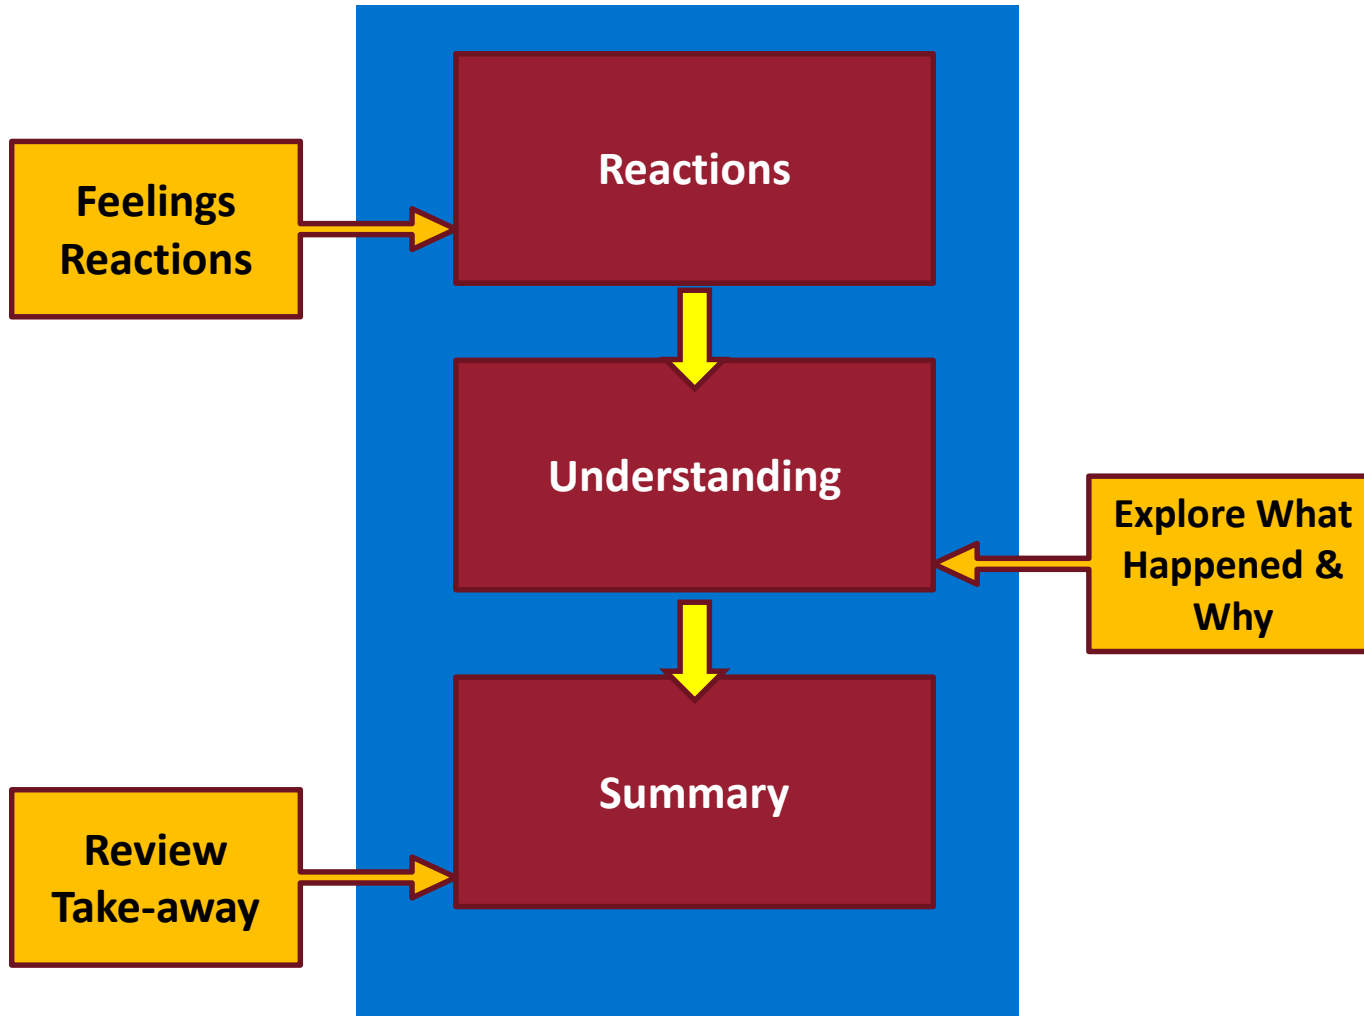 Reactions
Feelings
Reactions
Understanding
Explore What
Happened &
Why
Summary
Review
Take-away